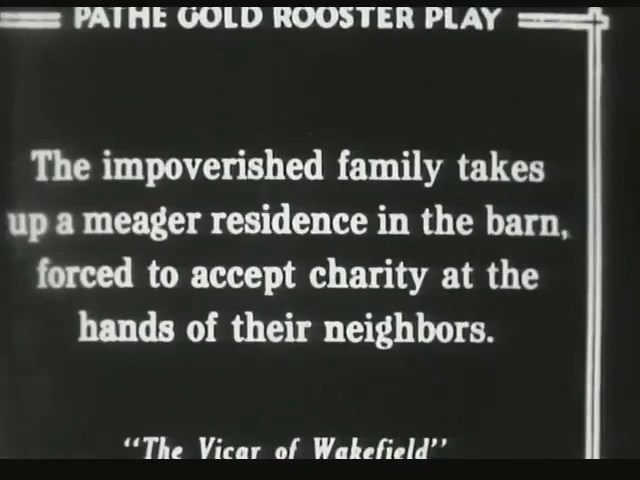 PATHE GOLD ROOSTER PLAY
The impoverished family takes
up a meager residence in the barn,
forced to accept charity at the
hands of their neighbors.
"The Vicar of Wakefield"